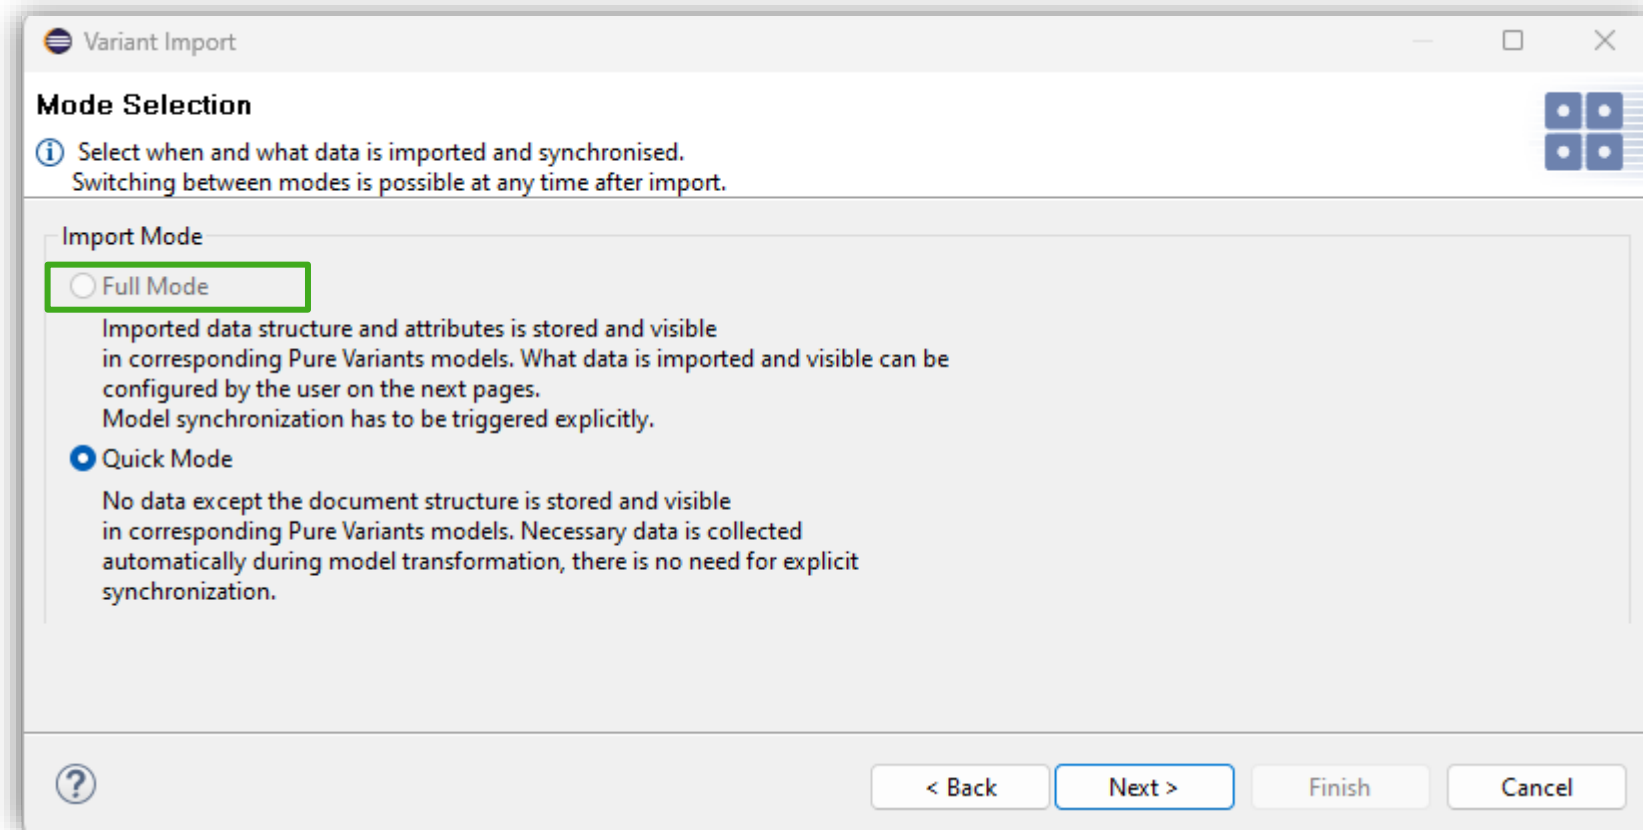 Variant Import
Mode Selection
Select when and what data is imported and synchronised.
Switching between modes is possible at any time after import.
Import Mode
Full Mode
Imported data structure and attributes is stored and visible
in corresponding Pure Variants models. What data is imported and visible can be
configured by the user on the next pages.
Model synchronization has to be triggered explicitly.
Quick Mode
No data except the document structure is stored and visible
in corresponding Pure Variants models. Necessary data is collected
automatically during model transformation, there is no need for explicit
synchronization.
?
< Back
Next >
Finish
Cancel